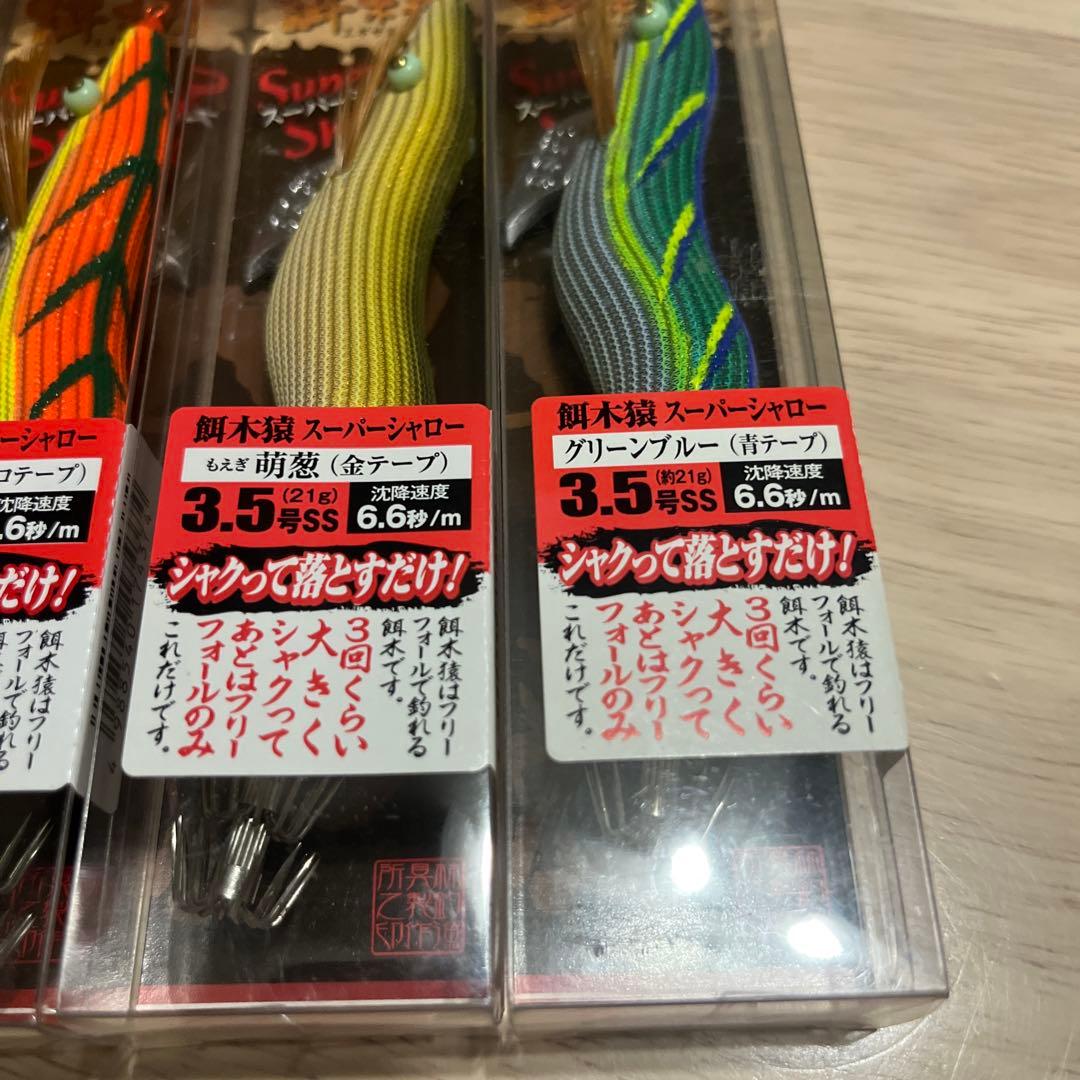 ーシャロー
ロテープ）
沈降速度
.6秒/m
だけ！
餌木猿はフリー
フォールで釣れる
スーパー
餌木猿 スーパーシャロー
もえぎ 萌葱（金テープ）
3.5号SS（21g）
沈降速度
6.6秒/m
シャクって落とすだけ！
餌木猿はフリー
フォールで釣れる
餌木です。
3回くらい
大きく
シャクって
あとはフリー
フォールのみ
これだけです。
スーパー
餌木猿 スーパーシャロー
グリーンブルー（青テープ）
3.5号SS（約21g）
沈降速度
6.6秒/m
シャクって落とすだけ！
餌木猿はフリー
フォールで釣れる
餌木です。
3回くらい
大きく
シャクって
あとはフリー
フォールのみ
これだけです。